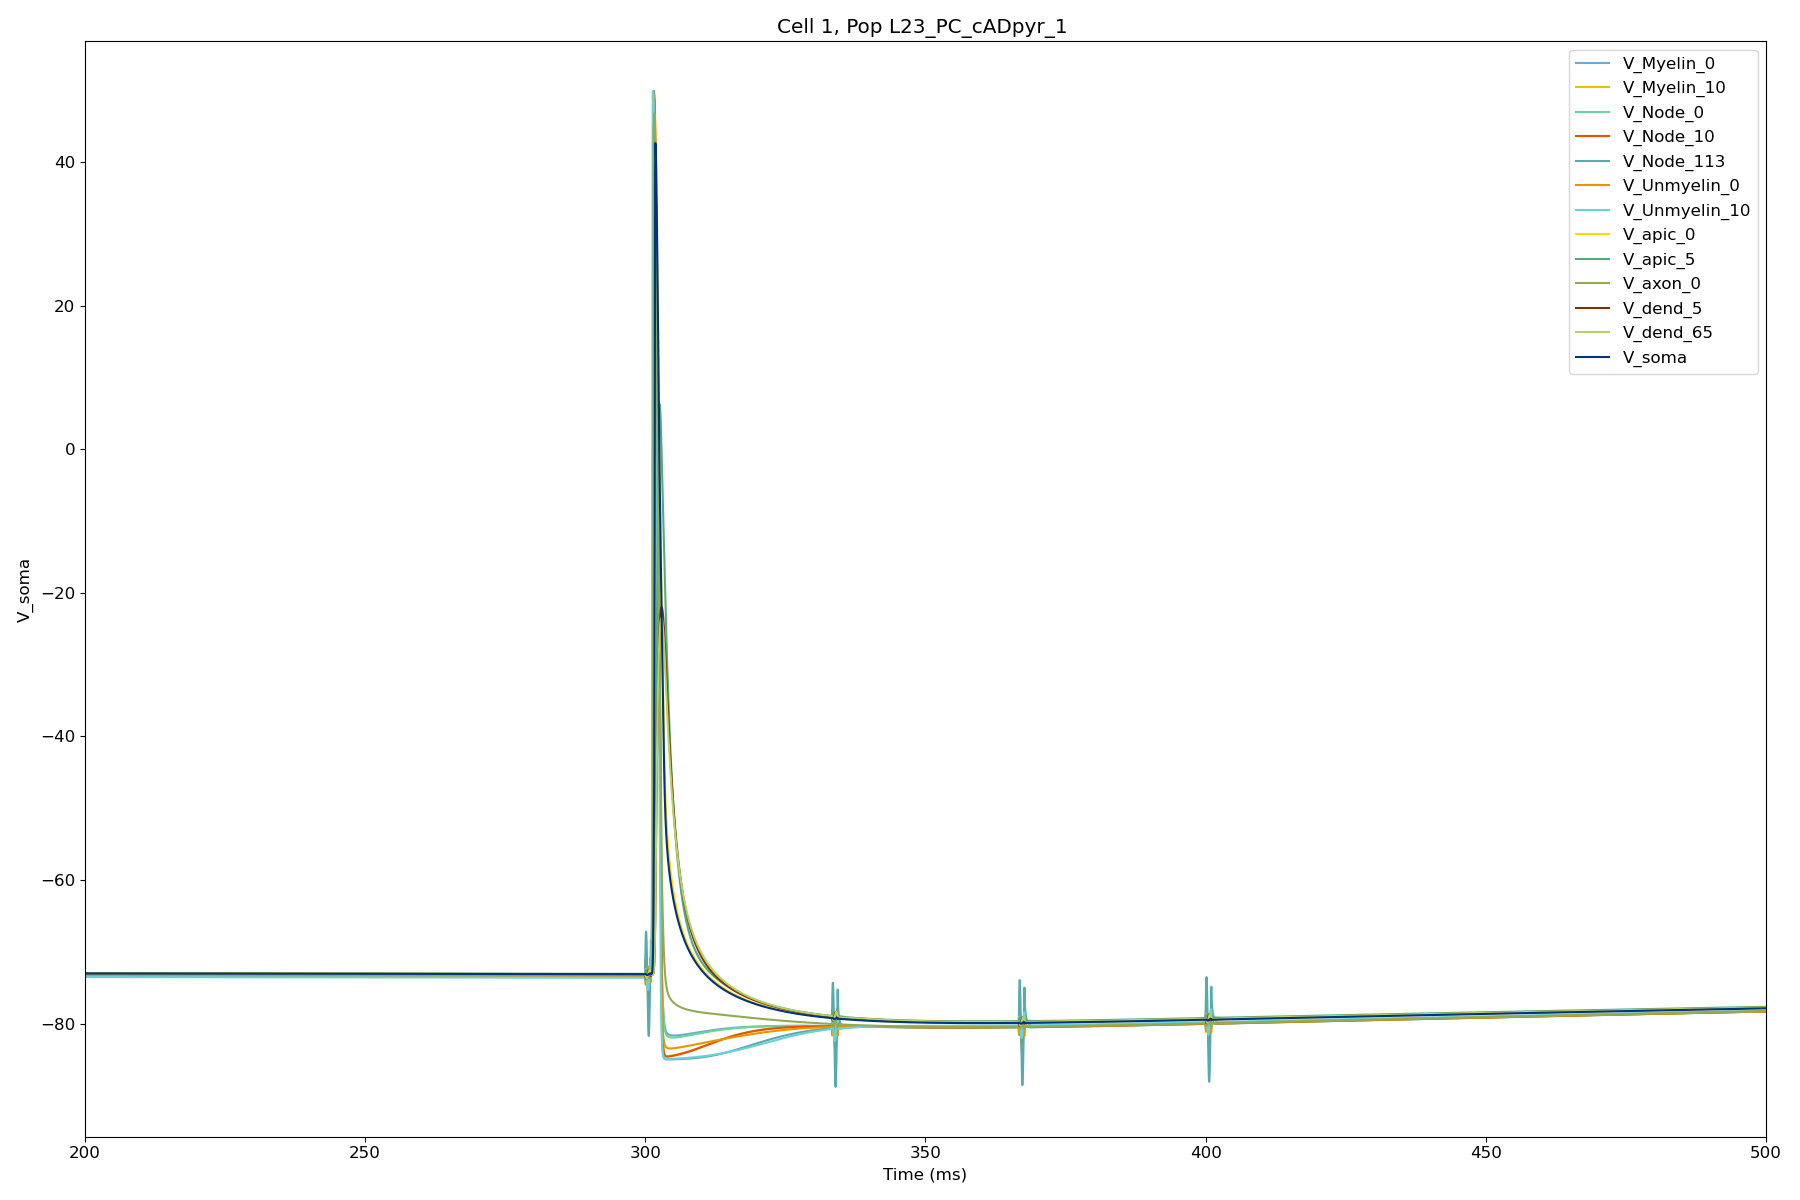 Cell 1, Pop L23_PC_cADpyr_1
V_Myelin_0
V_Myelin_10
V_Node_0
V_Node_10
V_Node_113
V_Unmyelin_0
V_Unmyelin_10
V_apic_0
V_apic_5
V_axon_0
V_dend_5
V_dend_65
V_soma
40
20
0
−20
−40
−60
−80
V_soma
200
250
300
350
400
450
500
Time (ms)